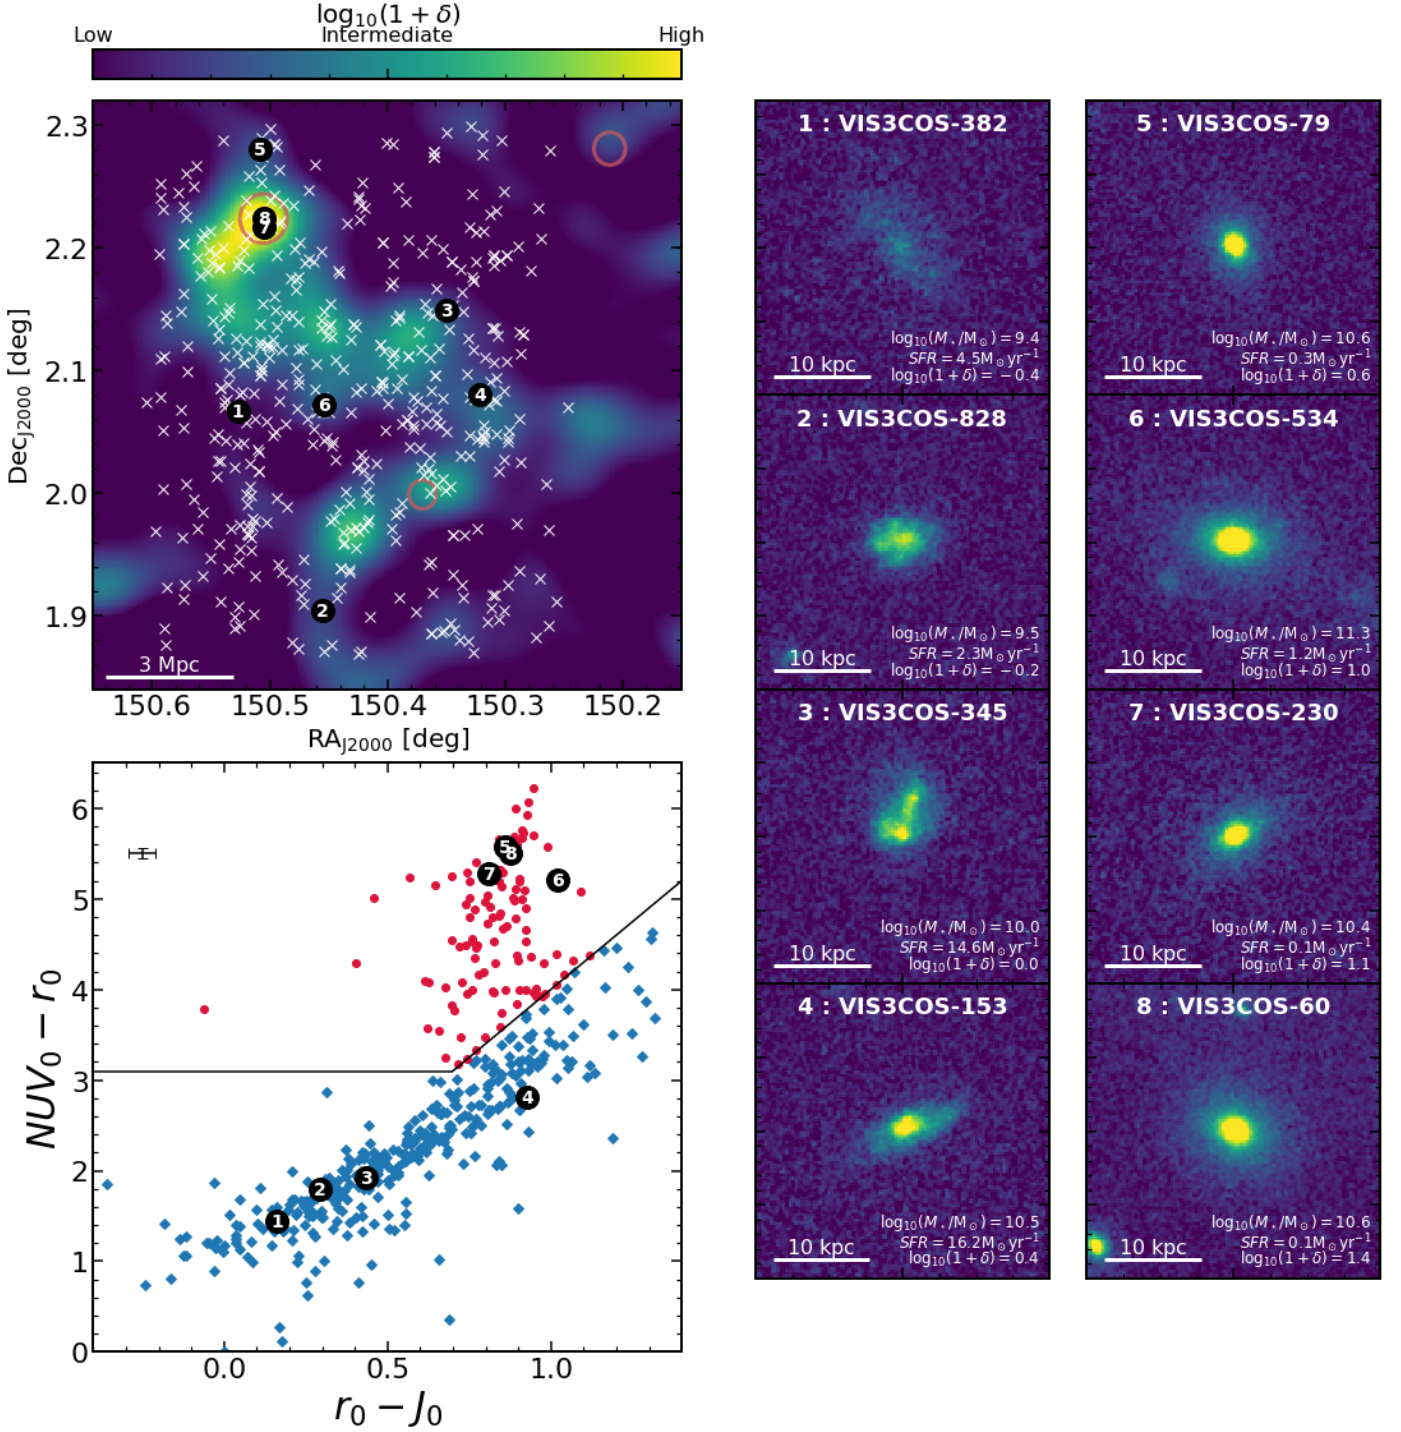 log₁₀(1 + δ)
Low Intermediate High
2.3
2.2
2.1
2.0
1.9
Dec_J2000 [deg]
5
8
7
3
4
6
1
2
3 Mpc
150.6 150.5 150.4 150.3 150.2
RA_J2000 [deg]
6
5
4
3
2
1
0
NUV₀ − r₀
5
8
7
6
4
3
2
1
0.0 0.5 1.0
r₀ − J₀
1 : VIS3COS-382
log₁₀(M⋆/M⊙) = 9.4
SFR = 4.5M⊙yr⁻¹
log₁₀(1 + δ) = −0.4
10 kpc
2 : VIS3COS-828
log₁₀(M⋆/M⊙) = 9.5
SFR = 2.3M⊙yr⁻¹
log₁₀(1 + δ) = −0.2
10 kpc
3 : VIS3COS-345
log₁₀(M⋆/M⊙) = 10.0
SFR = 14.6M⊙yr⁻¹
log₁₀(1 + δ) = 0.0
10 kpc
4 : VIS3COS-153
log₁₀(M⋆/M⊙) = 10.5
SFR = 16.2M⊙yr⁻¹
log₁₀(1 + δ) = 0.4
10 kpc
5 : VIS3COS-79
log₁₀(M⋆/M⊙) = 10.6
SFR = 0.3M⊙yr⁻¹
log₁₀(1 + δ) = 0.6
10 kpc
6 : VIS3COS-534
log₁₀(M⋆/M⊙) = 11.3
SFR = 1.2M⊙yr⁻¹
log₁₀(1 + δ) = 1.0
10 kpc
7 : VIS3COS-230
log₁₀(M⋆/M⊙) = 10.4
SFR = 0.1M⊙yr⁻¹
log₁₀(1 + δ) = 1.1
10 kpc
8 : VIS3COS-60
log₁₀(M⋆/M⊙) = 10.6
SFR = 0.1M⊙yr⁻¹
log₁₀(1 + δ) = 1.4
10 kpc